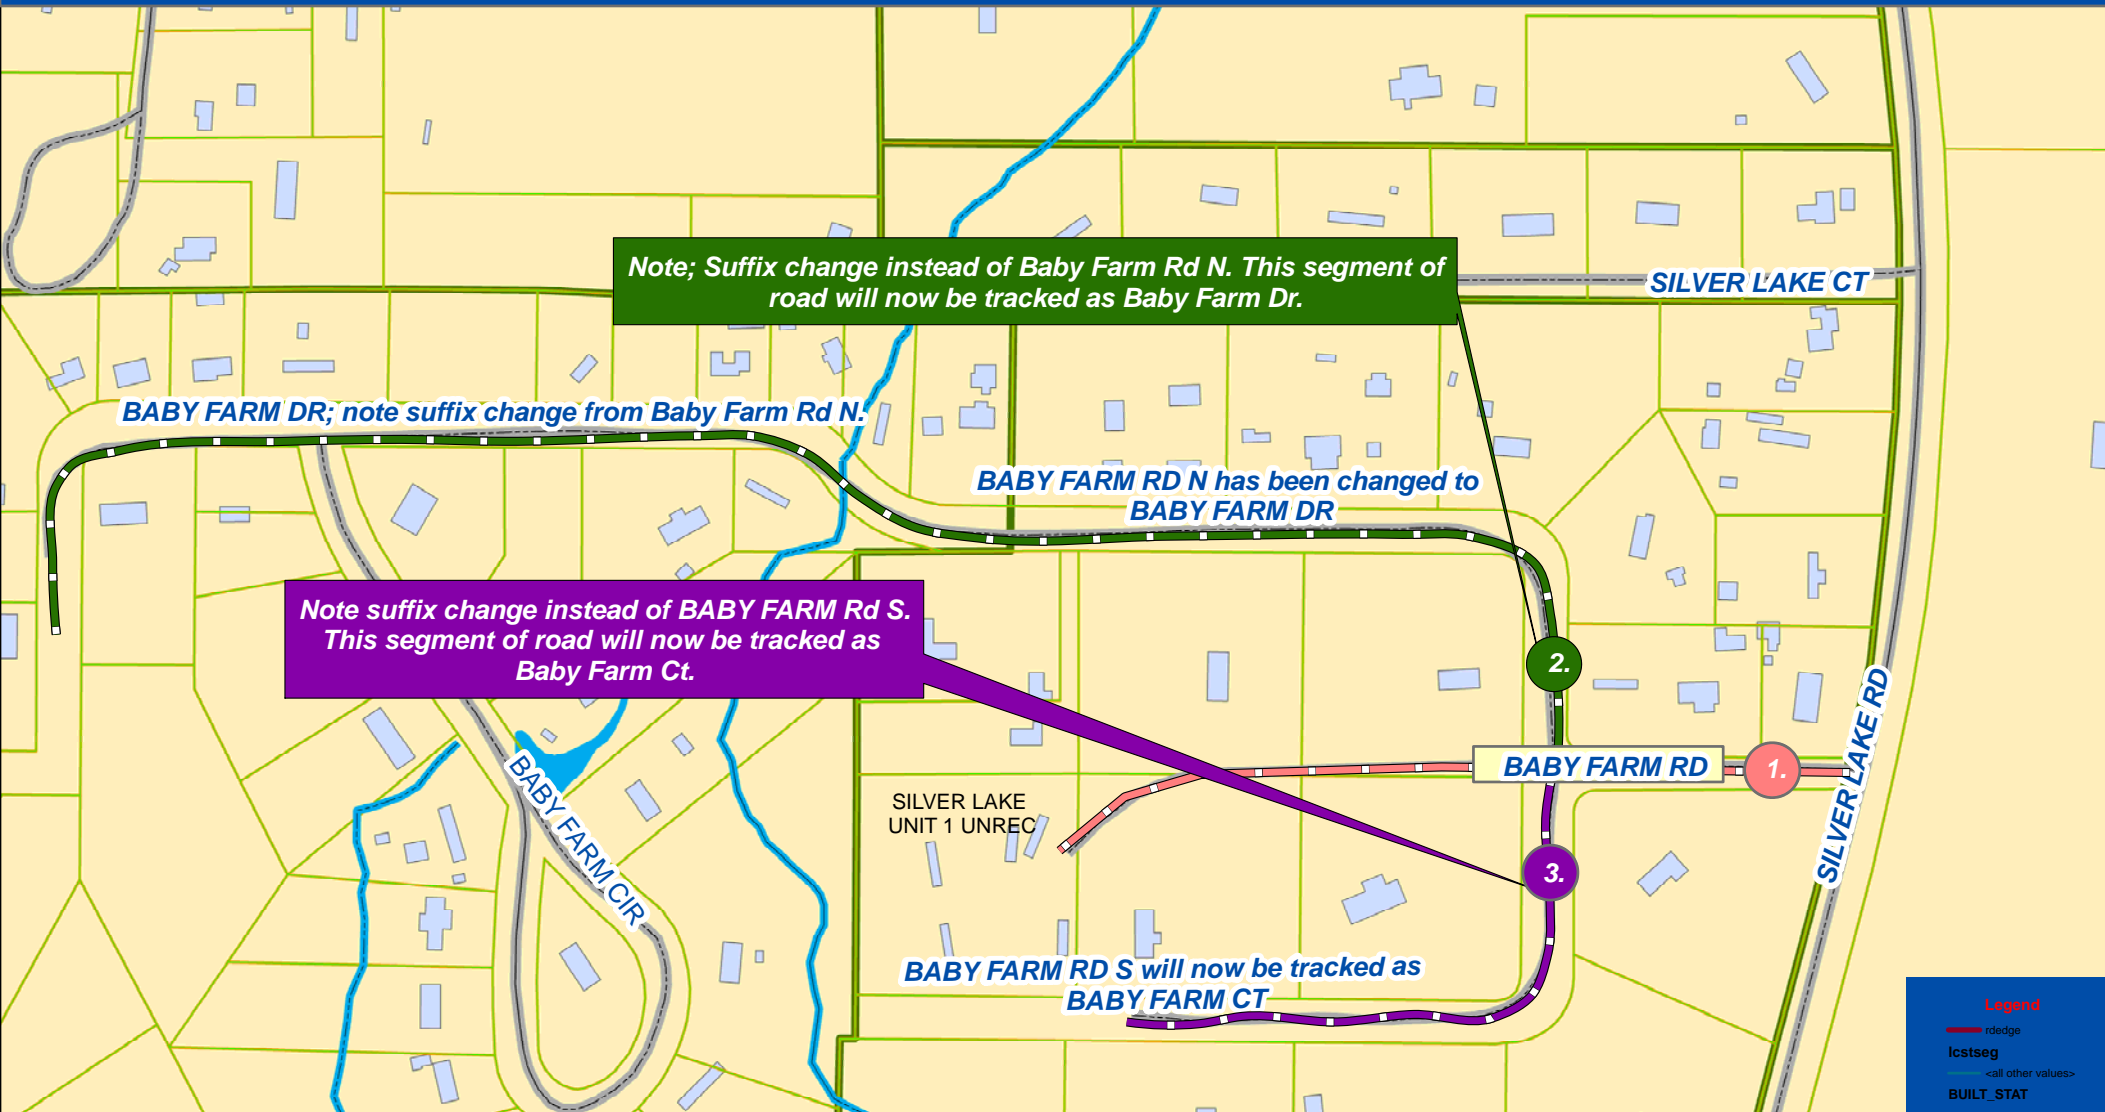 Note; Suffix change instead of Baby Farm Rd N. This segment of
road will now be tracked as Baby Farm Dr.
SILVER LAKE CT
BABY FARM DR; note suffix change from Baby Farm Rd N.
BABY FARM RD N has been changed to
BABY FARM DR
Note suffix change instead of BABY FARM Rd S.
This segment of road will now be tracked as
Baby Farm Ct.
2.
BABY FARM RD
1.
SILVER LAKE RD
BABY FARM CIR
SILVER LAKE
UNIT 1 UNREC
3.
BABY FARM RD S will now be tracked as
BABY FARM CT
Legend
rdedge
lcstseg
<all other values>
BUILT_STAT